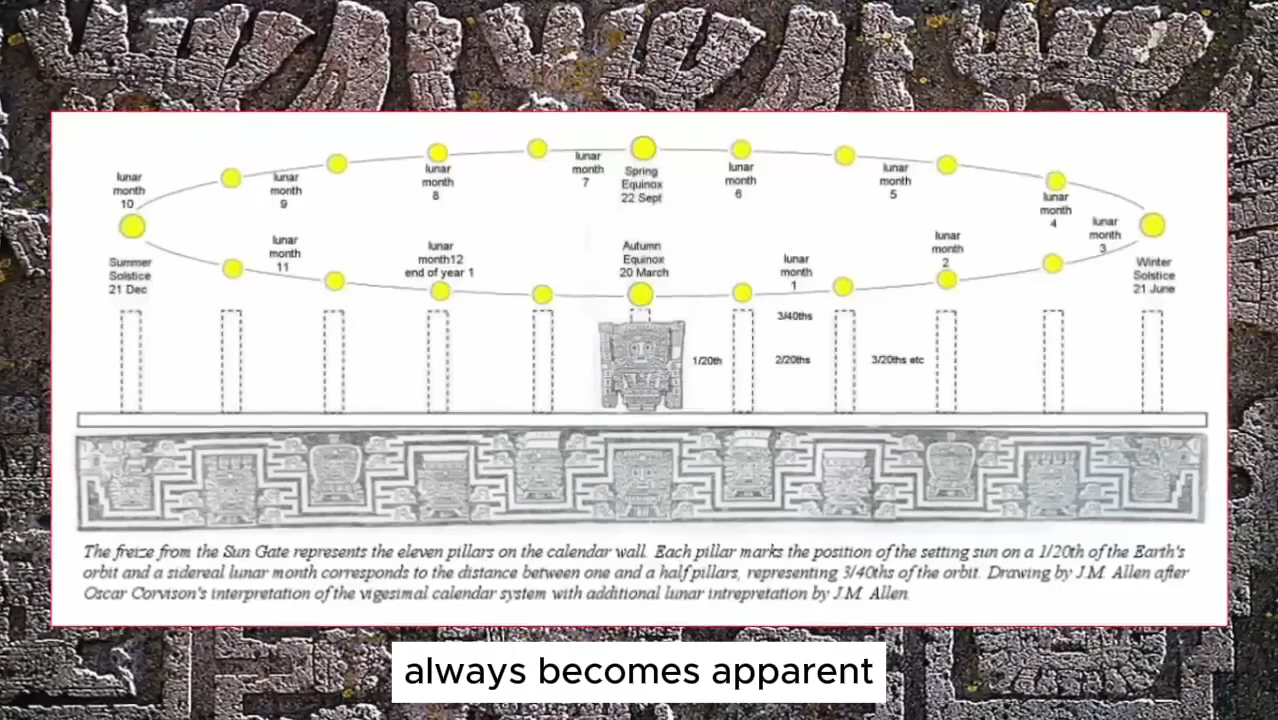 lunar
month
10
lunar
month
9
lunar
month
8
lunar
month
7
Spring
Equinox
22 Sept
lunar
month
6
lunar
month
5
lunar
month
4
lunar
month
3
Summer
Solstice
21 Dec
lunar
month
11
lunar
month12
end of year 1
Autumn
Equinox
20 March
lunar
month
1
lunar
month
2
Winter
Solstice
21 June
3/40ths
1/20th
2/20ths
3/20ths etc
The freize from the Sun Gate represents the eleven pillars on the calendar wall. Each pillar marks the position of the setting sun on a 1/20th of the Earth's
orbit and a sidereal lunar month corresponds to the distance between one and a half pillars, representing 3/40ths of the orbit. Drawing by J.M. Allen after
Oscar Corvison's interpretation of the vigesimal calendar system with additional lunar intrepretation by J.M. Allen.
always becomes apparent